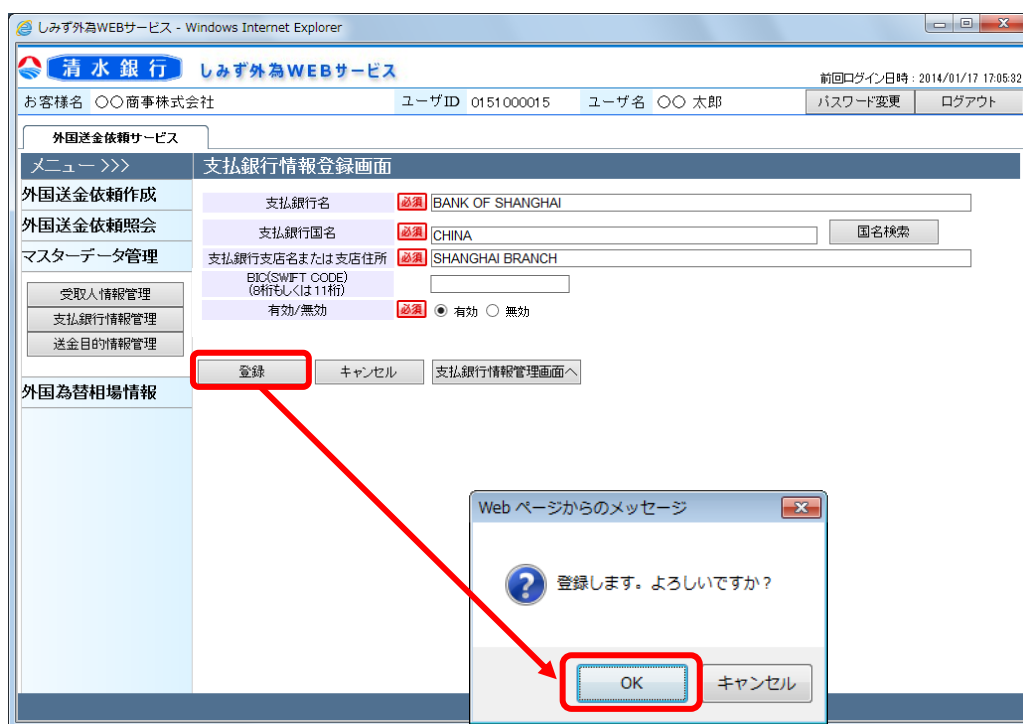 しみず外為WEBサービス - Windows Internet Explorer
清水銀行 しみず外為WEBサービス
前回ログイン日時:2014/01/17 17:05:32
お客様名 〇〇商事株式会社 ユーザID 0151000015 ユーザ名 〇〇 太郎 パスワード変更 ログアウト
外国送金依頼サービス
メニュー >>> 支払銀行情報登録画面
外国送金依頼作成
外国送金依頼照会
マスターデータ管理
受取人情報管理
支払銀行情報管理
送金目的情報管理
外国為替相場情報
支払銀行名 必須 BANK OF SHANGHAI
支払銀行国名 必須 CHINA 国名検索
支払銀行支店名または支店住所 必須 SHANGHAI BRANCH
BIC(SWIFT CODE)
(8桁もしくは11桁)
有効/無効 必須 有効 無効
登録 キャンセル 支払銀行情報管理画面へ
Web ページからのメッセージ
登録します。よろしいですか?
OK キャンセル